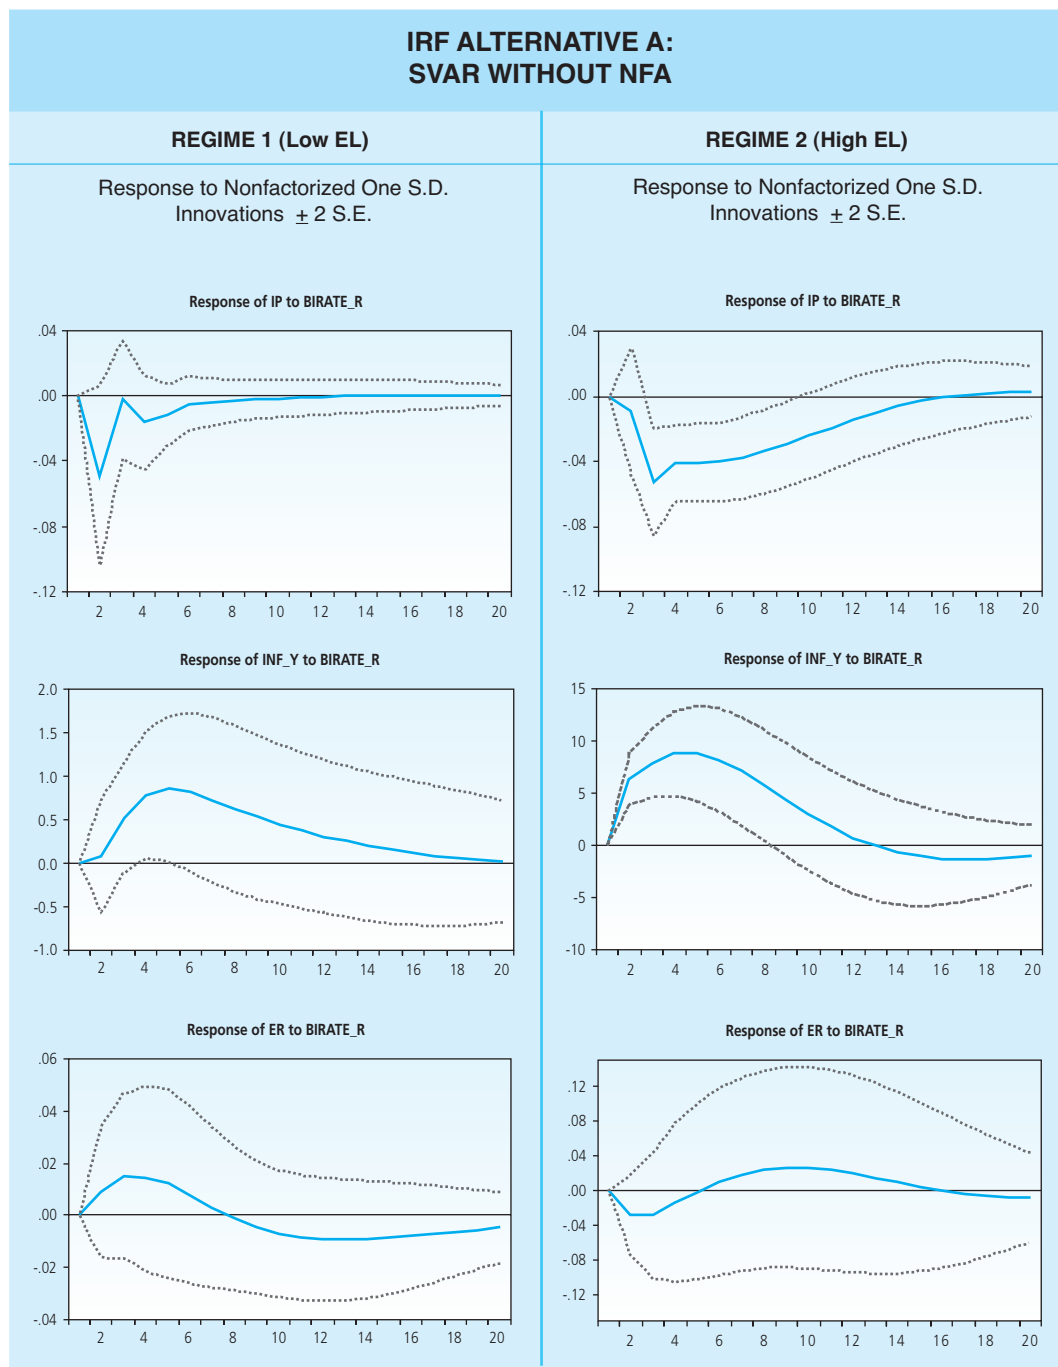 IRF ALTERNATIVE A:
SVAR WITHOUT NFA
REGIME 1 (Low EL)
Response to Nonfactorized One S.D.
Innovations ± 2 S.E.
Response of IP to BIRATE_R
.04
.00
-.04
-.08
-.12
2 4 6 8 10 12 14 16 18 20
Response of INF_Y to BIRATE_R
2.0
1.5
1.0
0.5
0.0
-0.5
-1.0
2 4 6 8 10 12 14 16 18 20
Response of ER to BIRATE_R
.06
.04
.02
.00
-.02
-.04
2 4 6 8 10 12 14 16 18 20
REGIME 2 (High EL)
Response to Nonfactorized One S.D.
Innovations ± 2 S.E.
Response of IP to BIRATE_R
.04
.00
-.04
-.08
-.12
2 4 6 8 10 12 14 16 18 20
Response of INF_Y to BIRATE_R
15
10
5
0
-5
-10
2 4 6 8 10 12 14 16 18 20
Response of ER to BIRATE_R
.12
.08
.04
.00
-.04
-.08
-.12
2 4 6 8 10 12 14 16 18 20